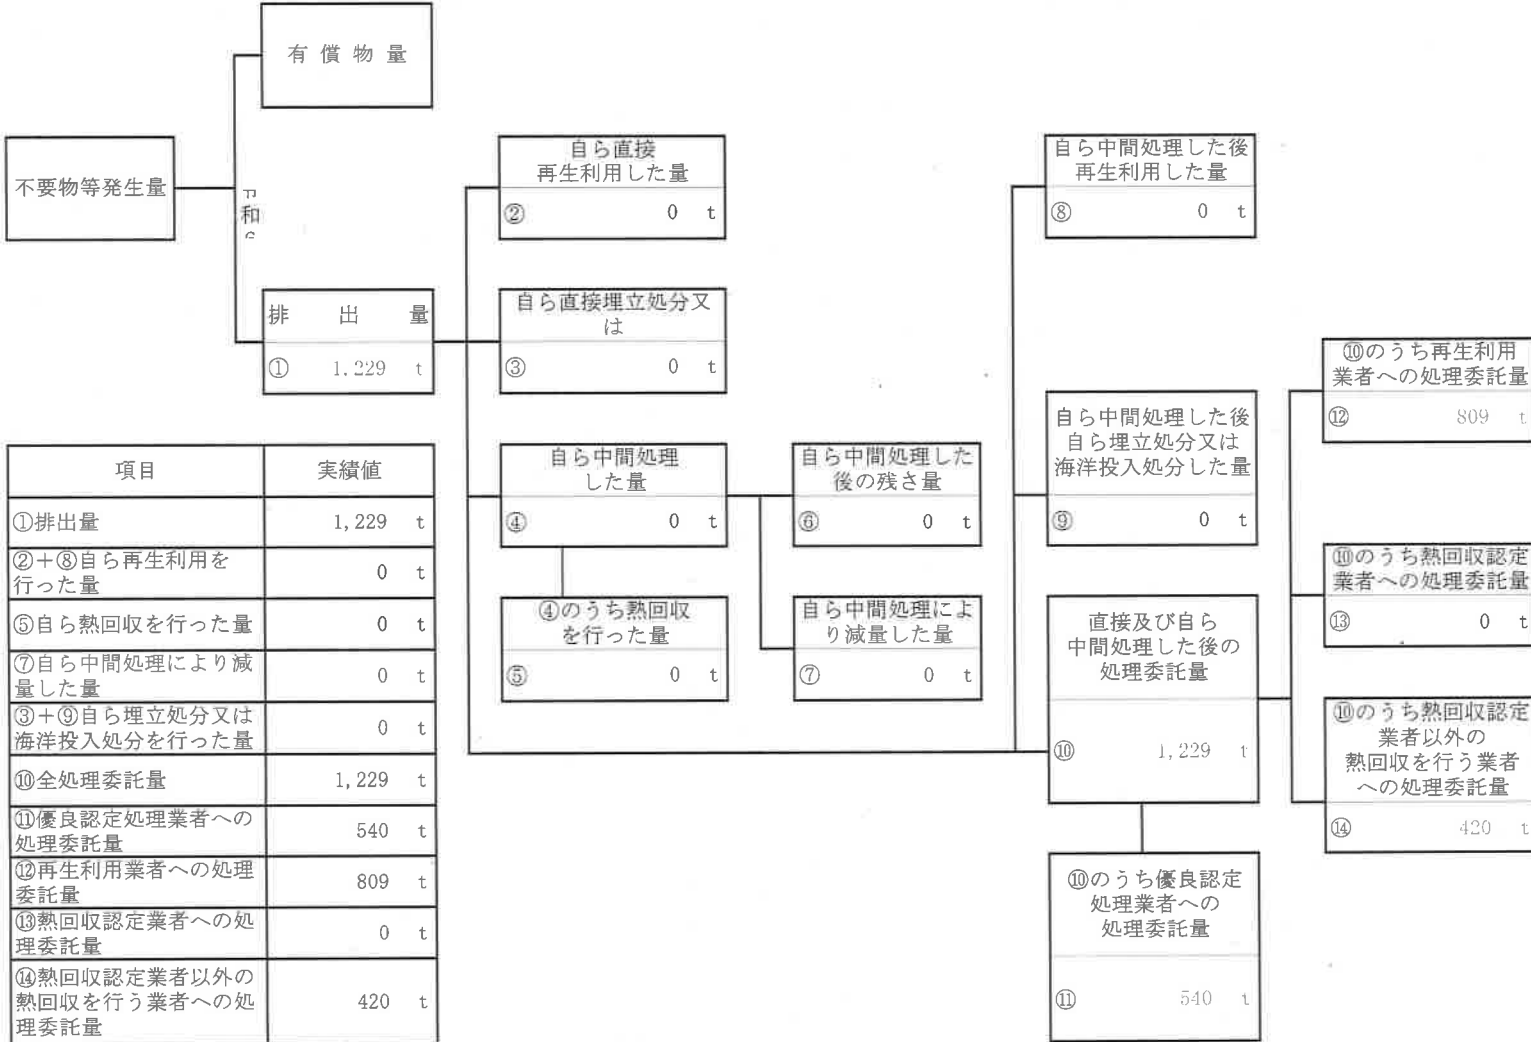 有 償 物 量
不要物等発生量
和
排 出 量
① 1,229 t
自ら直接
再生利用した量
② 0 t
自ら直接埋立処分又
は
③ 0 t
自ら中間処理
した量
④ 0 t
④のうち熱回収
を行った量
⑤ 0 t
自ら中間処理した
後の残さ量
⑥ 0 t
自ら中間処理によ
り減量した量
⑦ 0 t
自ら中間処理した後
再生利用した量
⑧ 0 t
自ら中間処理した後
自ら埋立処分又は
海洋投入処分した量
⑨ 0 t
直接及び自ら
中間処理した後の
処理委託量
⑩ 1,229 t
⑩のうち優良認定
処理業者への
処理委託量
⑪ 540 t
⑩のうち再生利用
業者への処理委託量
⑫ 809 t
⑩のうち熱回収認定
業者への処理委託量
⑬ 0 t
⑩のうち熱回収認定
業者以外の
熱回収を行う業者
への処理委託量
⑭ 420 t
項目 実績値
①排出量 1,229 t
②+⑧自ら再生利用を
行った量 0 t
⑤自ら熱回収を行った量 0 t
⑦自ら中間処理により減
量した量 0 t
③+⑨自ら埋立処分又は
海洋投入処分を行った量 0 t
⑩全処理委託量 1,229 t
⑪優良認定処理業者への
処理委託量 540 t
⑫再生利用業者への処理
委託量 809 t
⑬熱回収認定業者への処
理委託量 0 t
⑭熱回収認定業者以外の
熱回収を行う業者への処
理委託量 420 t